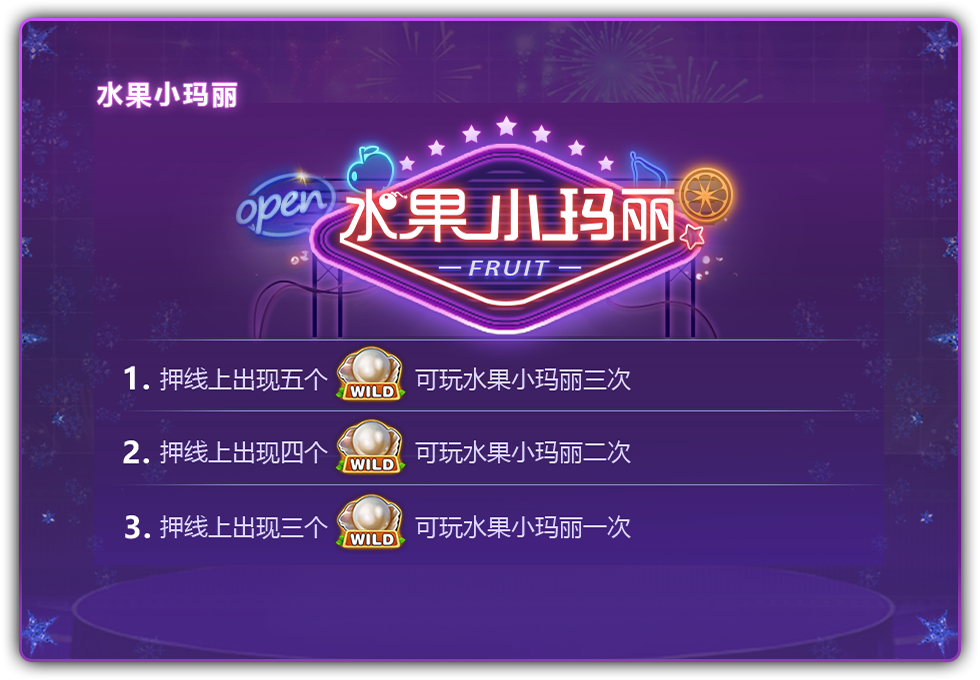 水果小玛丽
open
水果小玛丽
FRUIT
1. 押线上出现五个 WILD 可玩水果小玛丽三次
2. 押线上出现四个 WILD 可玩水果小玛丽二次
3. 押线上出现三个 WILD 可玩水果小玛丽一次